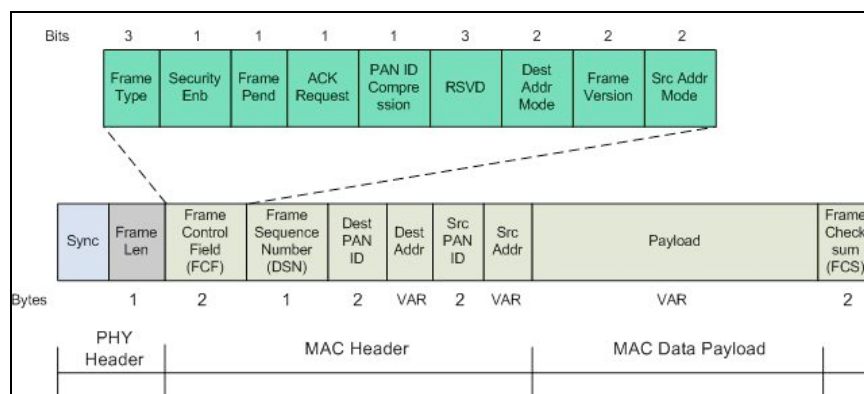 Bits 3 1 1 1 1 3 2 2 2
Frame Type
Security Enb
Frame Pend
ACK Request
PAN ID Compre ssion
RSVD
Dest Addr Mode
Frame Version
Src Addr Mode
Sync
Frame Len
Frame Control Field (FCF)
Frame Sequence Number (DSN)
Dest PAN ID
Dest Addr
Src PAN ID
Src Addr
Payload
Frame Check sum (FCS)
Bytes 1 2 1 2 VAR 2 VAR VAR 2
PHY Header
MAC Header
MAC Data Payload